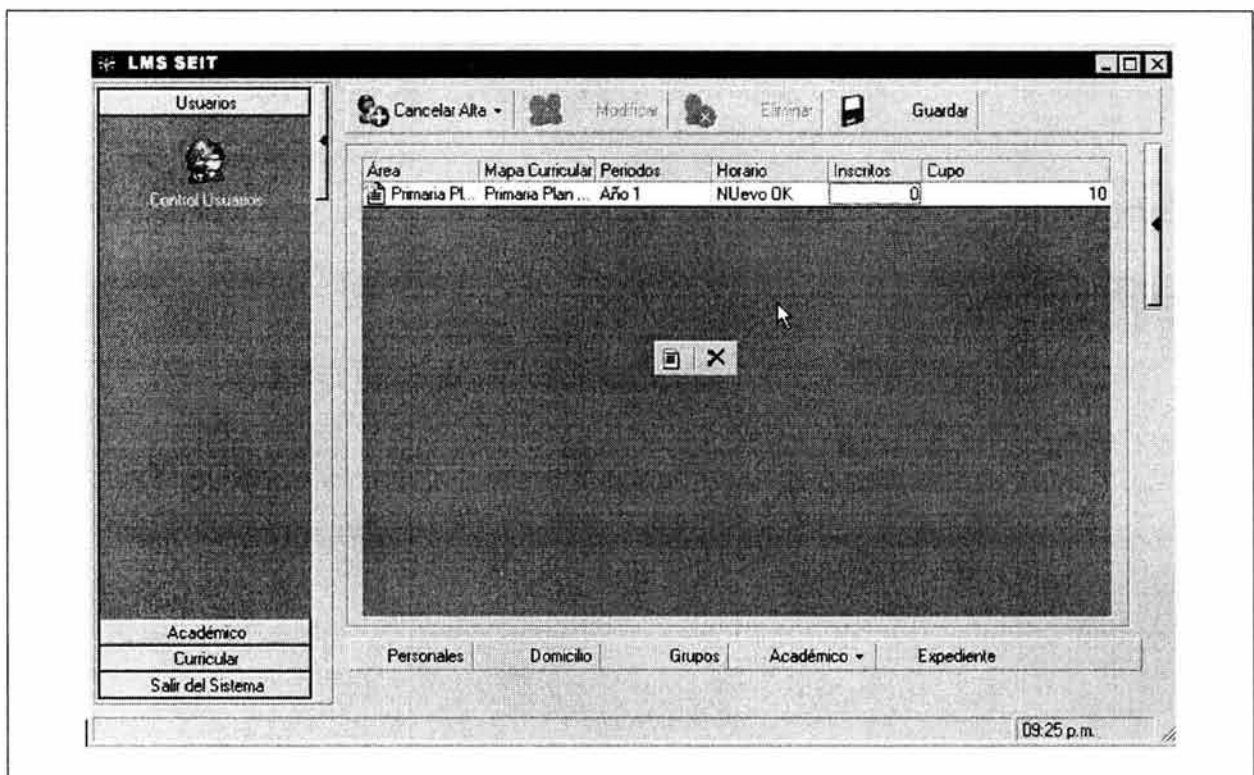 LMS SEIT
Usuarios
Control Usuarios
Cancelar Alta
Modificar
Eliminar
Guardar
Área Mapa Curricular Periodos Horario Inscritos Cupo
Primaria Pl... Primaria Plan ... Año 1 NUevo OK 0 10
Académico
Curricular
Salir del Sistema
Personales Domicilio Grupos Académico Expediente
09:25 p.m.